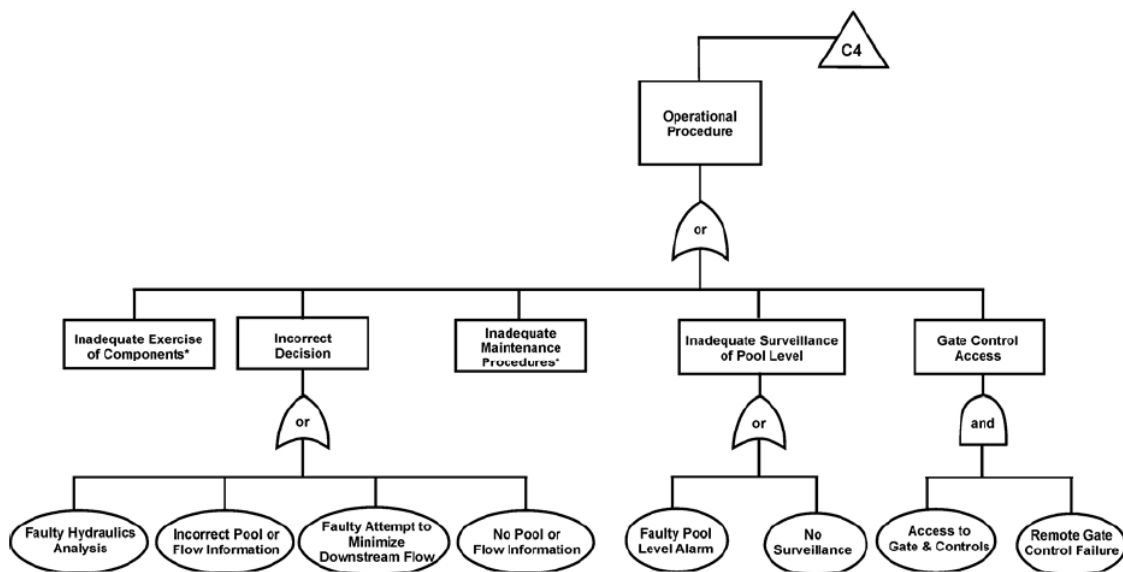 C4
Operational
Procedure
or
Inadequate Exercise
of Components*
Incorrect
Decision
Inadequate
Maintenance
Procedures*
Inadequate Surveillance
of Pool Level
Gate Control
Access
or
or
and
Faulty Hydraulics
Analysis
Incorrect Pool or
Flow Information
Faulty Attempt to
Minimize
Downstream Flow
No Pool or
Flow Information
Faulty Pool
Level Alarm
No
Surveillance
Access to
Gate & Controls
Remote Gate
Control Failure